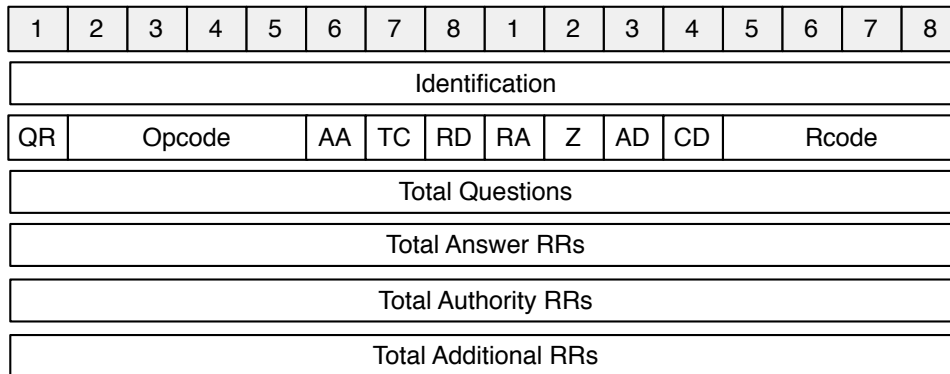 1 2 3 4 5 6 7 8 1 2 3 4 5 6 7 8
Identification
QR Opcode AA TC RD RA Z AD CD Rcode
Total Questions
Total Answer RRs
Total Authority RRs
Total Additional RRs